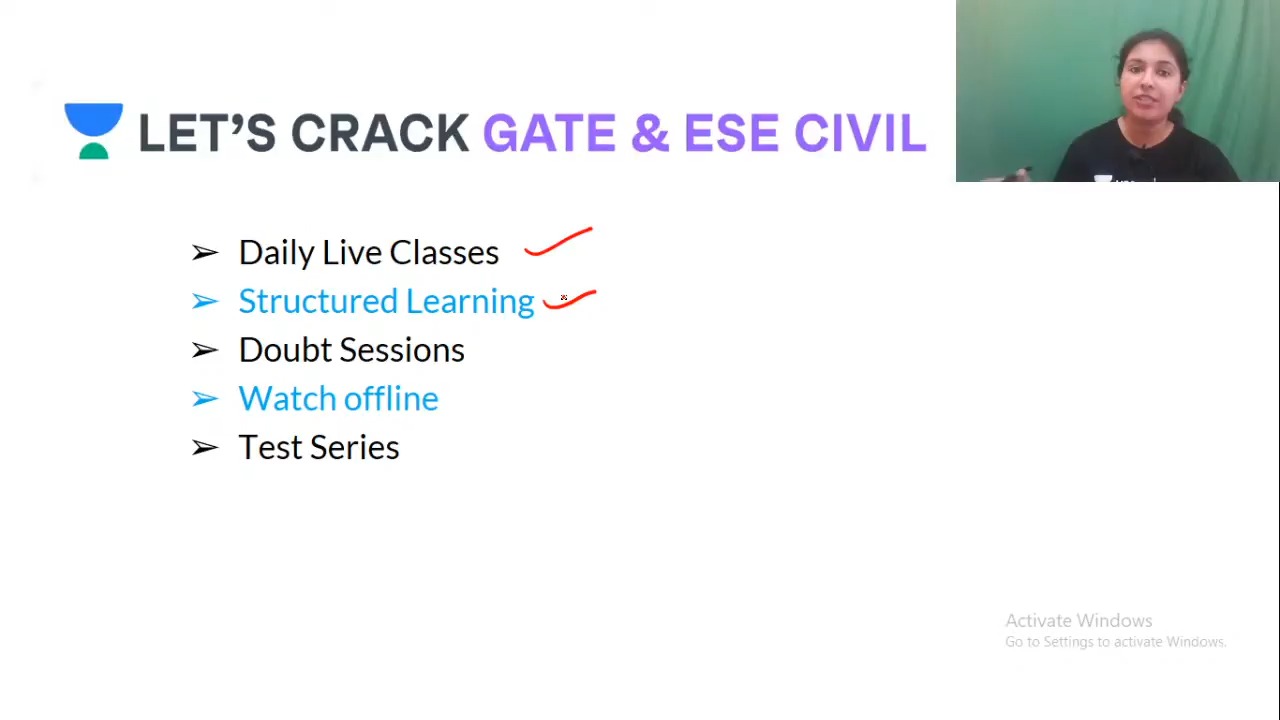 LET'S CRACK GATE & ESE CIVIL
➢ Daily Live Classes
➢ Structured Learning
➢ Doubt Sessions
➢ Watch offline
➢ Test Series
Activate Windows
Go to Settings to activate Windows.